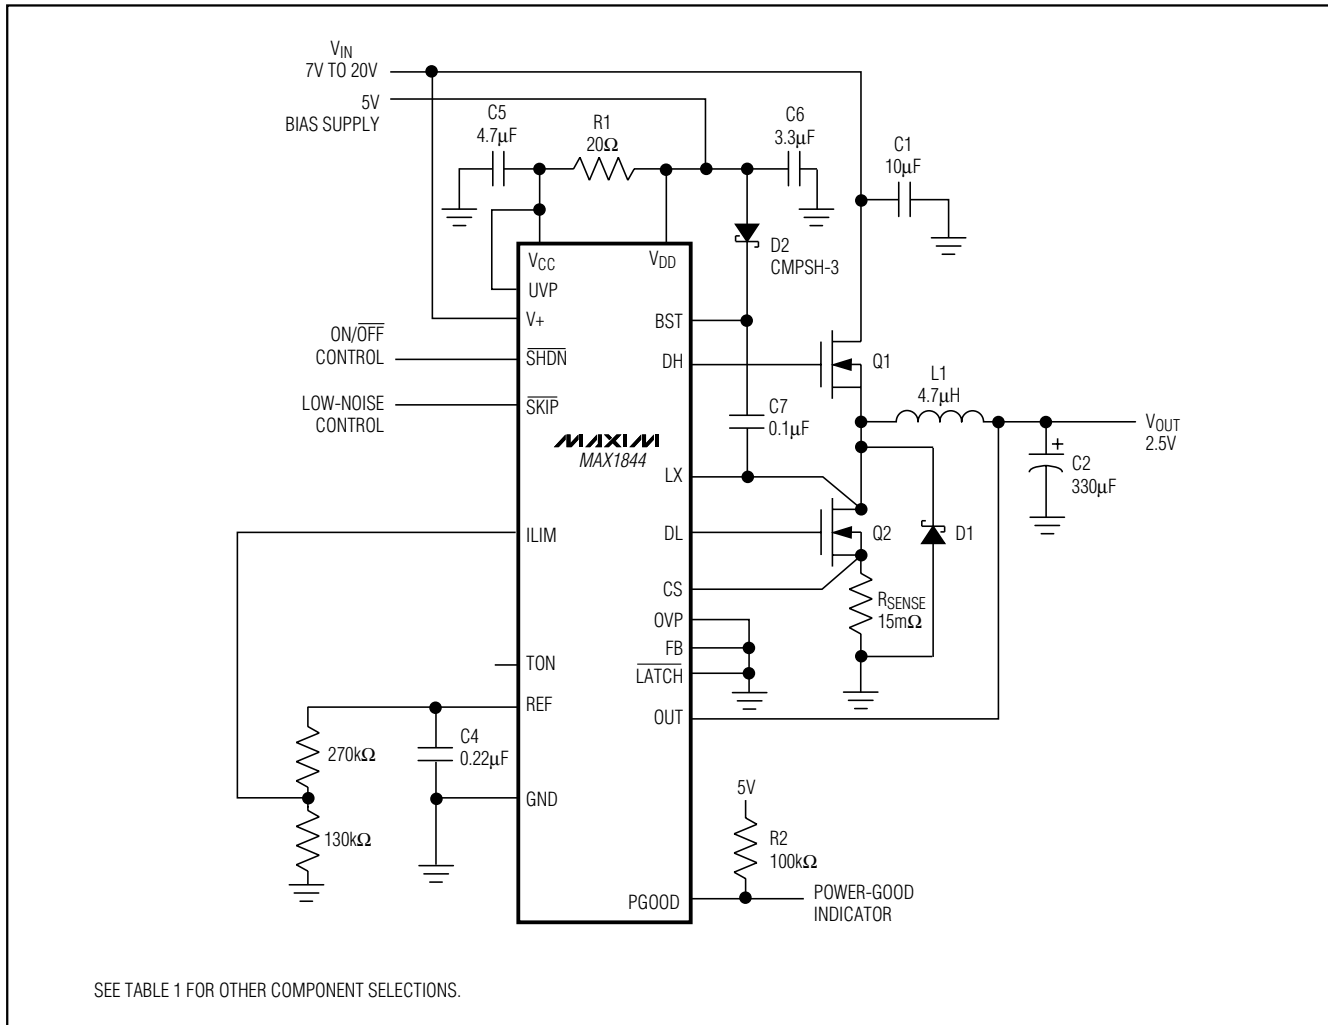 VIN
7V TO 20V
5V
BIAS SUPPLY
C5
4.7μF
R1
20Ω
C6
3.3μF
C1
10μF
D2
CMPSH-3
VCC
VDD
UVP
V+
BST
ON/OFF
CONTROL
SHDN
DH
Q1
L1
4.7μH
LOW-NOISE
CONTROL
SKIP
C7
0.1μF
VOUT
2.5V
MAXIM
MAX1844
+
C2
330μF
LX
ILIM
DL
Q2
D1
CS
RSENSE
15mΩ
OVP
FB
LATCH
TON
REF
OUT
270kΩ
C4
0.22μF
GND
130kΩ
5V
R2
100kΩ
PGOOD
POWER-GOOD
INDICATOR
SEE TABLE 1 FOR OTHER COMPONENT SELECTIONS.